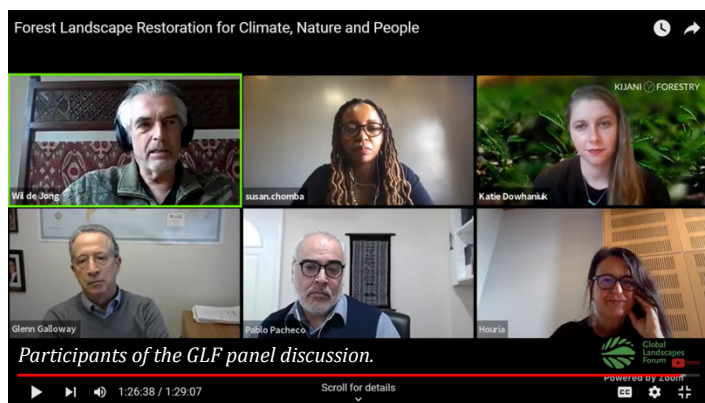 Forest Landscape Restoration for Climate, Nature and People
KIJANI FORESTRY
Wil de Jong
susan.chomba
Katie Dowhaniuk
Glenn Galloway
Pablo Pacheco
Houria
Global
Landscapes
Forum
Participants of the GLF panel discussion.
Powered by Zoom
1:26:38 / 1:29:07
Scroll for details
CC